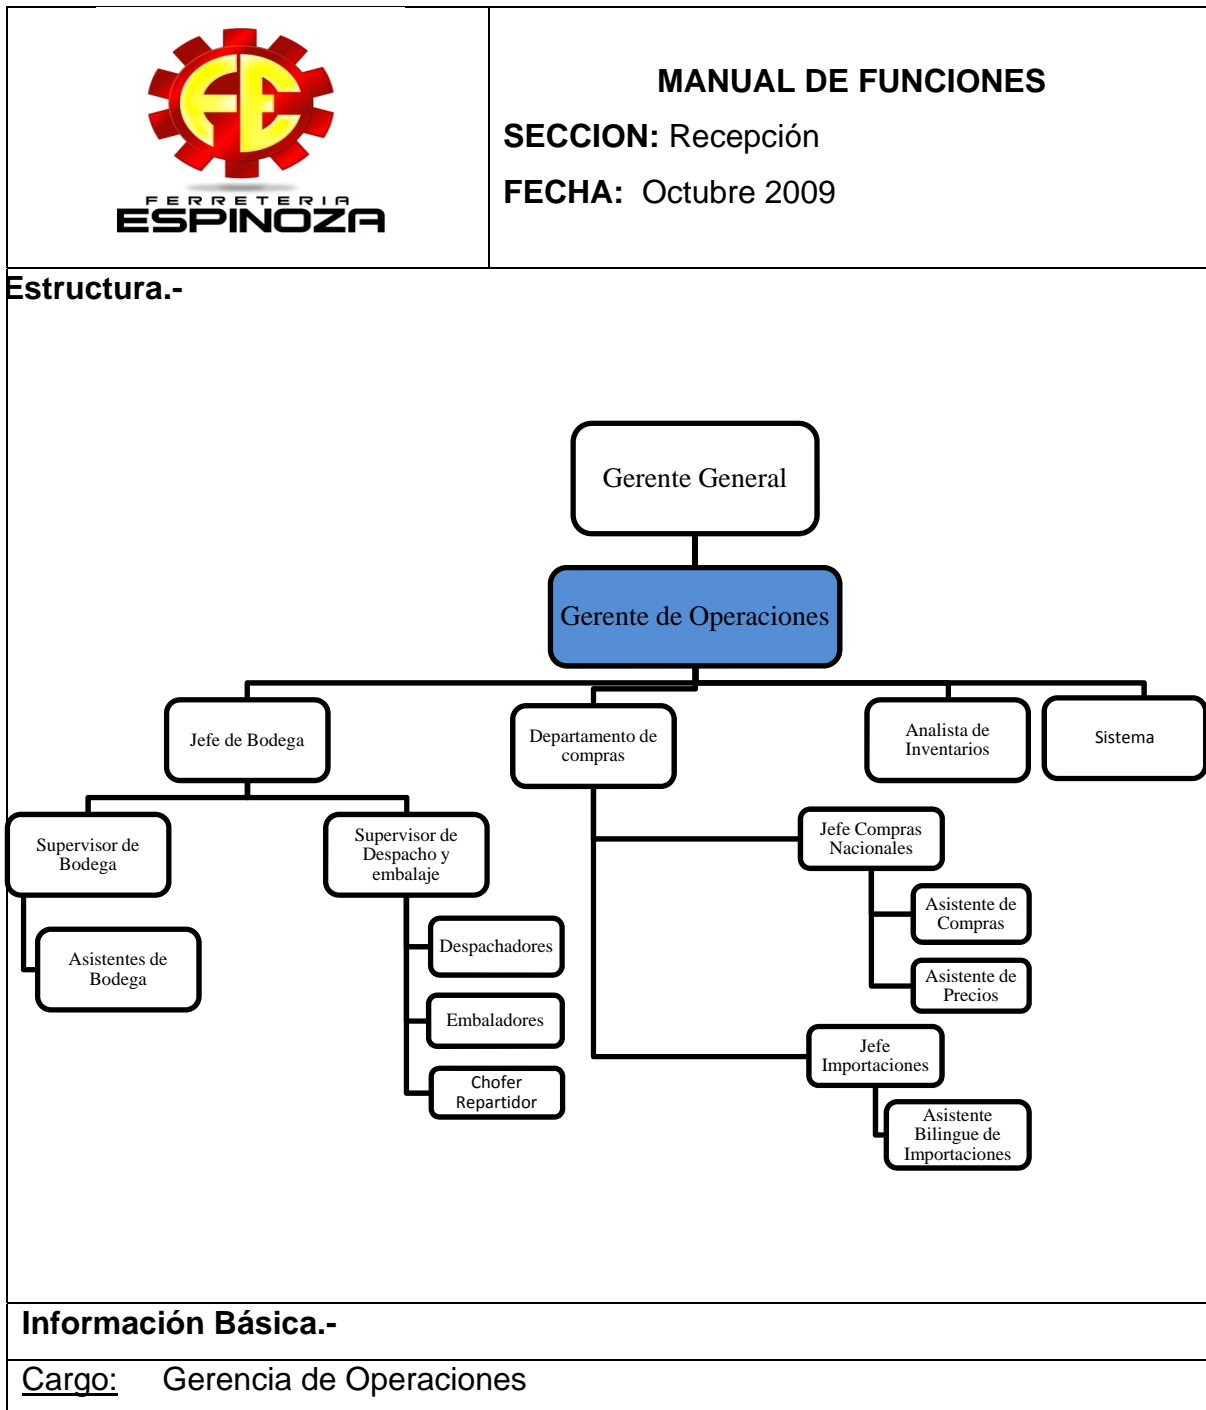 FE
FERRETERIA
ESPINOZA
MANUAL DE FUNCIONES
SECCION: Recepción
FECHA: Octubre 2009
Estructura.-
Gerente General
Gerente de Operaciones
Jefe de Bodega
Departamento de
compras
Analista de
Inventarios
Sistema
Supervisor de
Bodega
Supervisor de
Despacho y
embalaje
Jefe Compras
Nacionales
Asistentes de
Bodega
Despachadores
Embaladores
Chofer
Repartidor
Asistente de
Compras
Asistente de
Precios
Jefe
Importaciones
Asistente
Bilingue de
Importaciones
Información Básica.-
Cargo: Gerencia de Operaciones